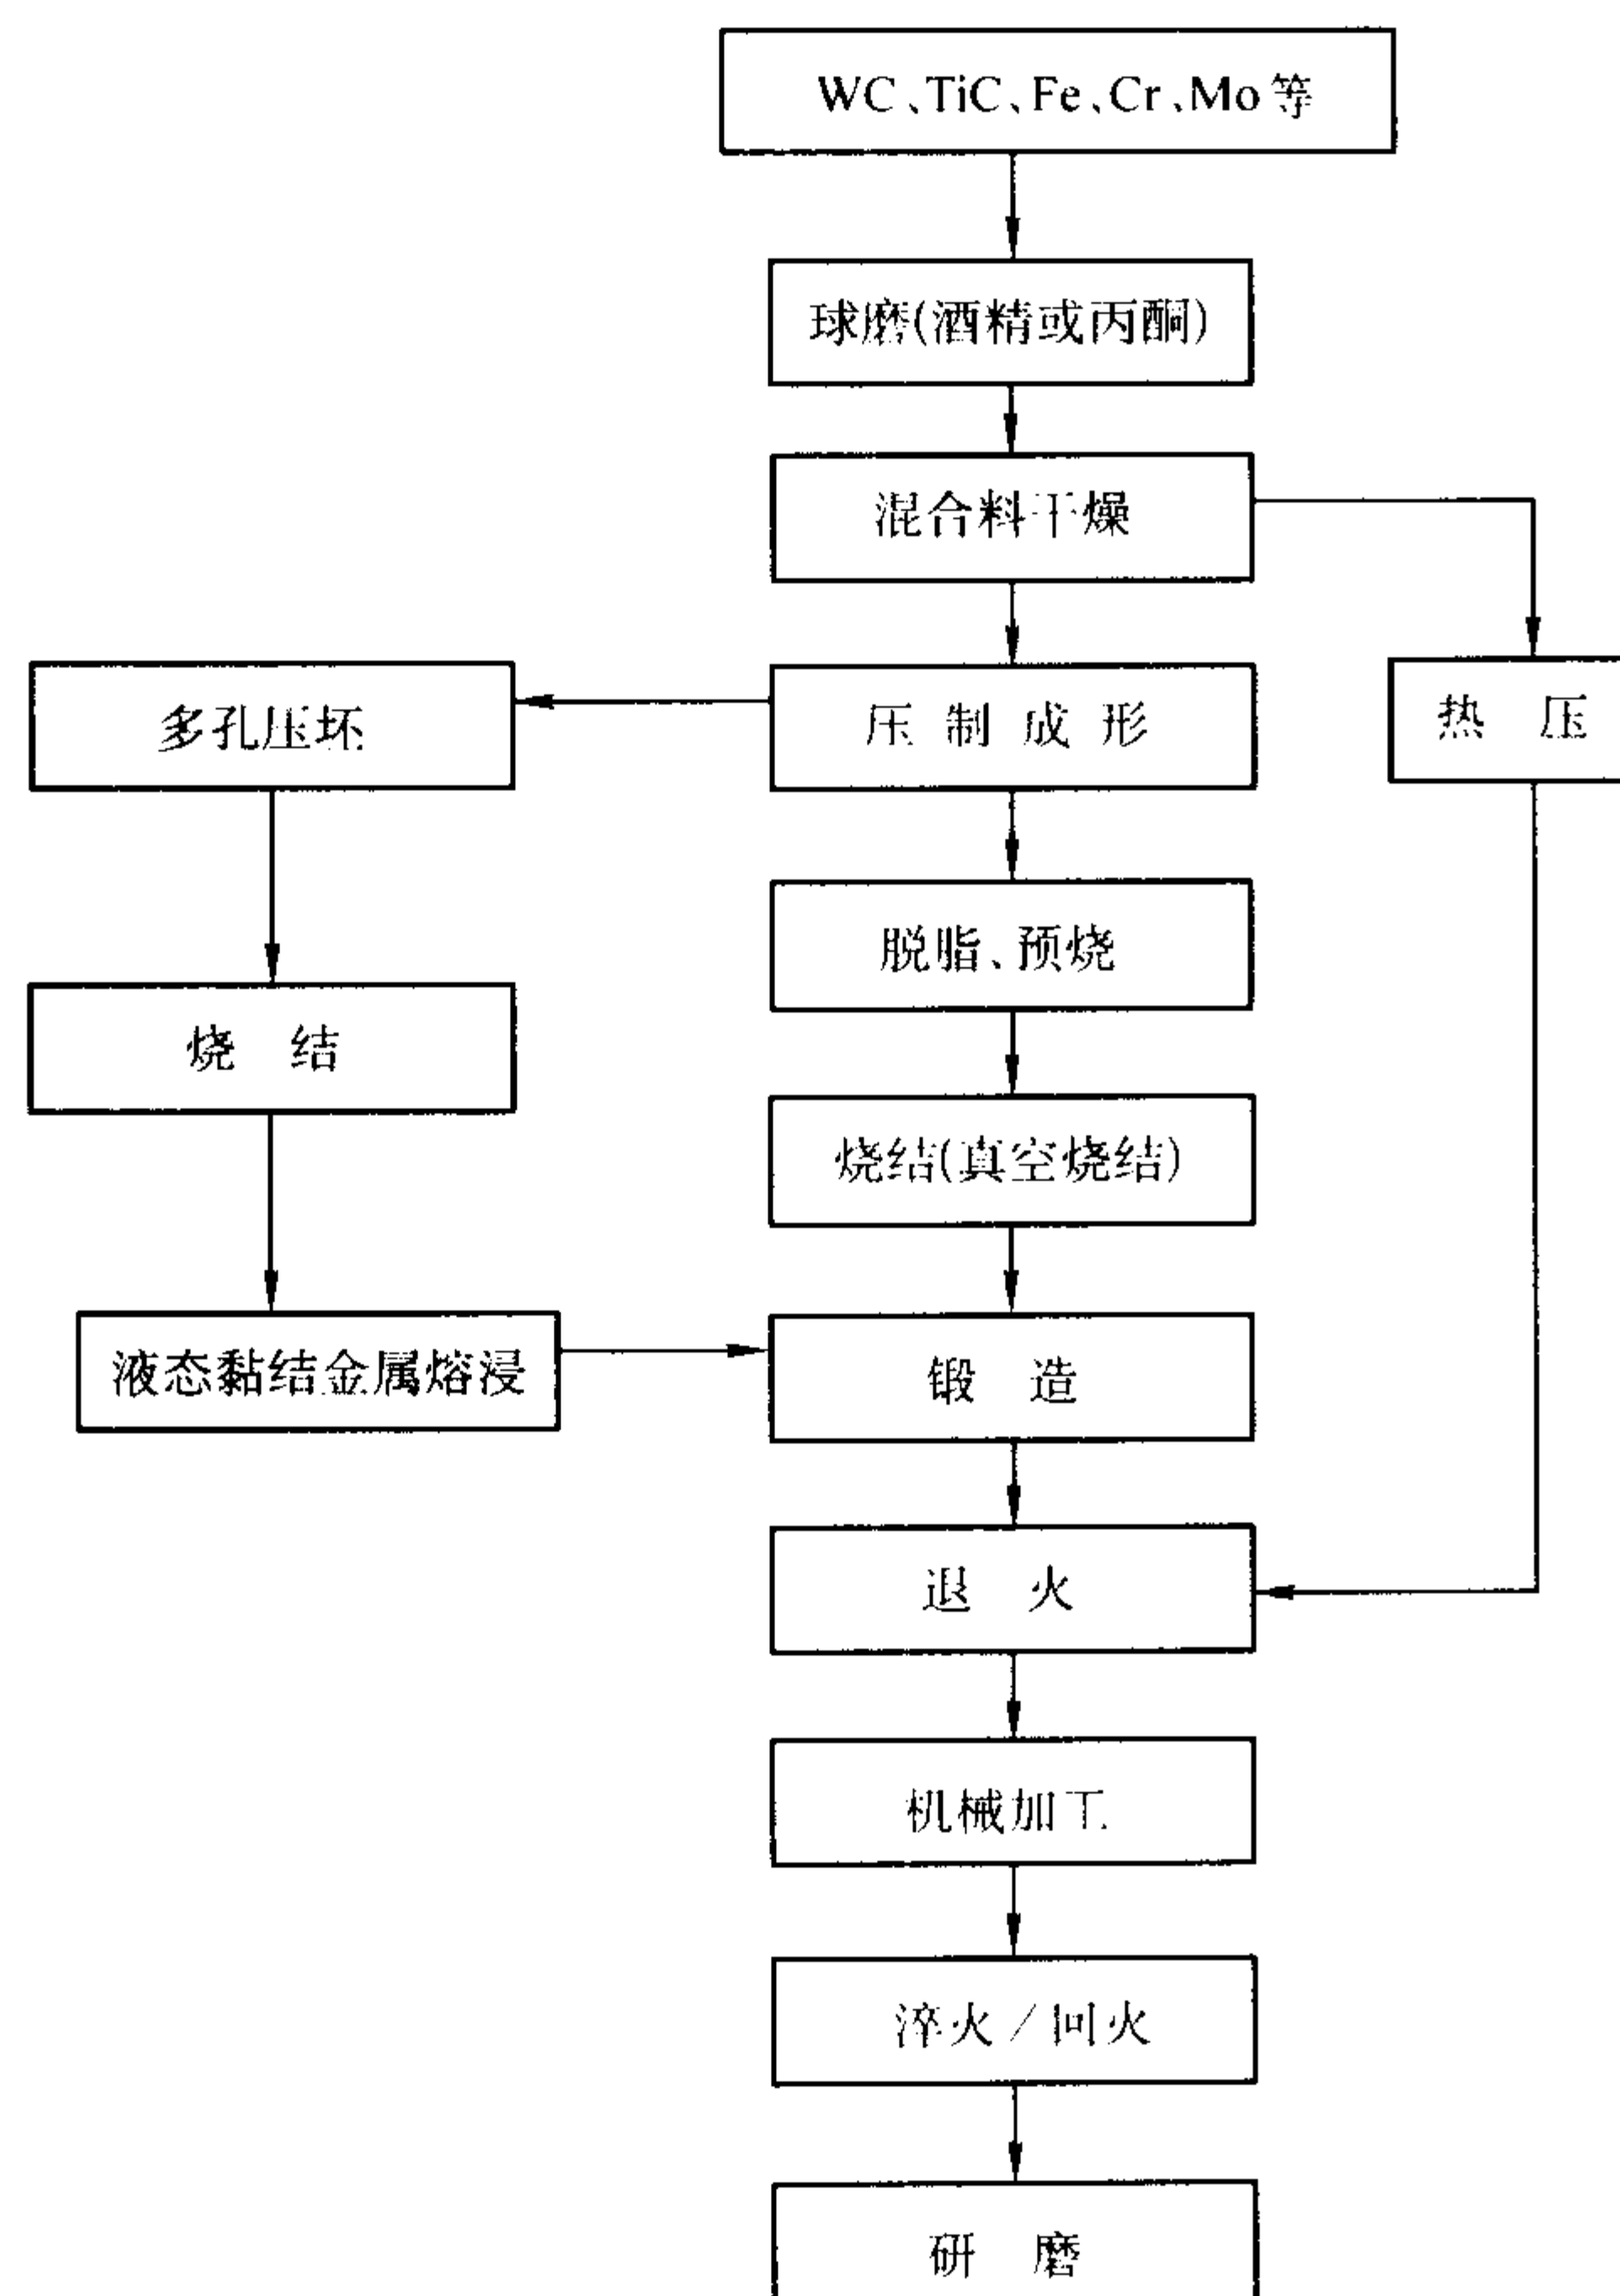 WC、TiC、Fe、Cr、Mo等
球磨(酒精或丙酮)
混合料干燥
多孔压坯
压制成形
热压
脱脂、预烧
烧结
烧结(真空烧结)
液态黏结金属熔浸
锻造
退火
机械加工
淬火/回火
研磨